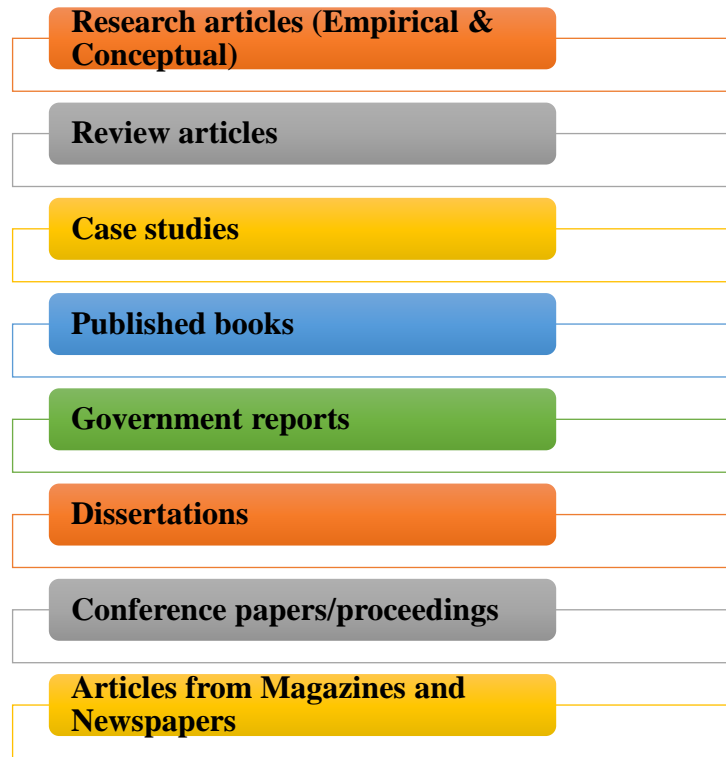 Research articles (Empirical &
Conceptual)
Review articles
Case studies
Published books
Government reports
Dissertations
Conference papers/proceedings
Articles from Magazines and
Newspapers